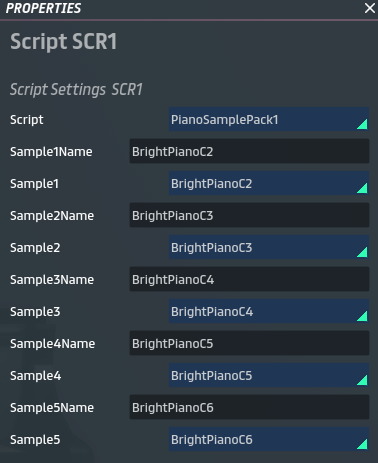 PROPERTIES
Script SCR1
Script Settings SCR1
Script PianoSamplePack1
Sample1Name BrightPianoC2
Sample1 BrightPianoC2
Sample2Name BrightPianoC3
Sample2 BrightPianoC3
Sample3Name BrightPianoC4
Sample3 BrightPianoC4
Sample4Name BrightPianoC5
Sample4 BrightPianoC5
Sample5Name BrightPianoC6
Sample5 BrightPianoC6